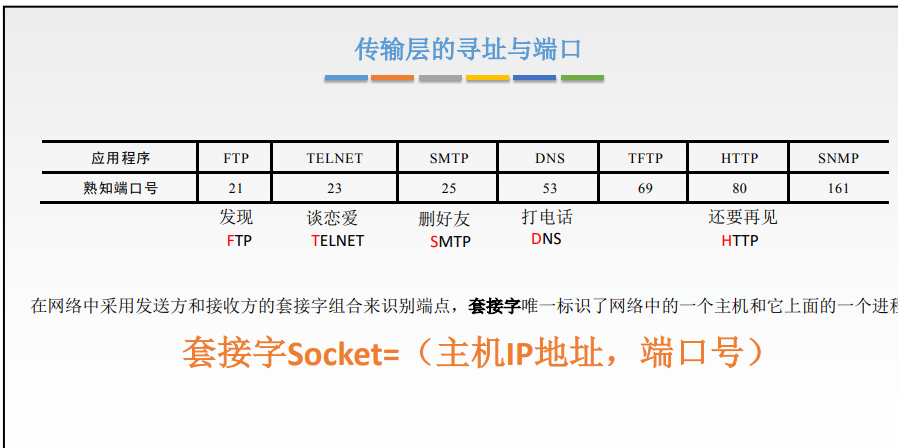 传输层的寻址与端口
应用程序 FTP TELNET SMTP DNS TFTP HTTP SNMP
熟知端口号 21 23 25 53 69 80 161
发现 谈恋爱 删好友 打电话 还要再见
FTP TELNET SMTP DNS HTTP
在网络中采用发送方和接收方的套接字组合来识别端点，套接字唯一标识了网络中的一个主机和它上面的一个进程
套接字Socket=（主机IP地址，端口号）